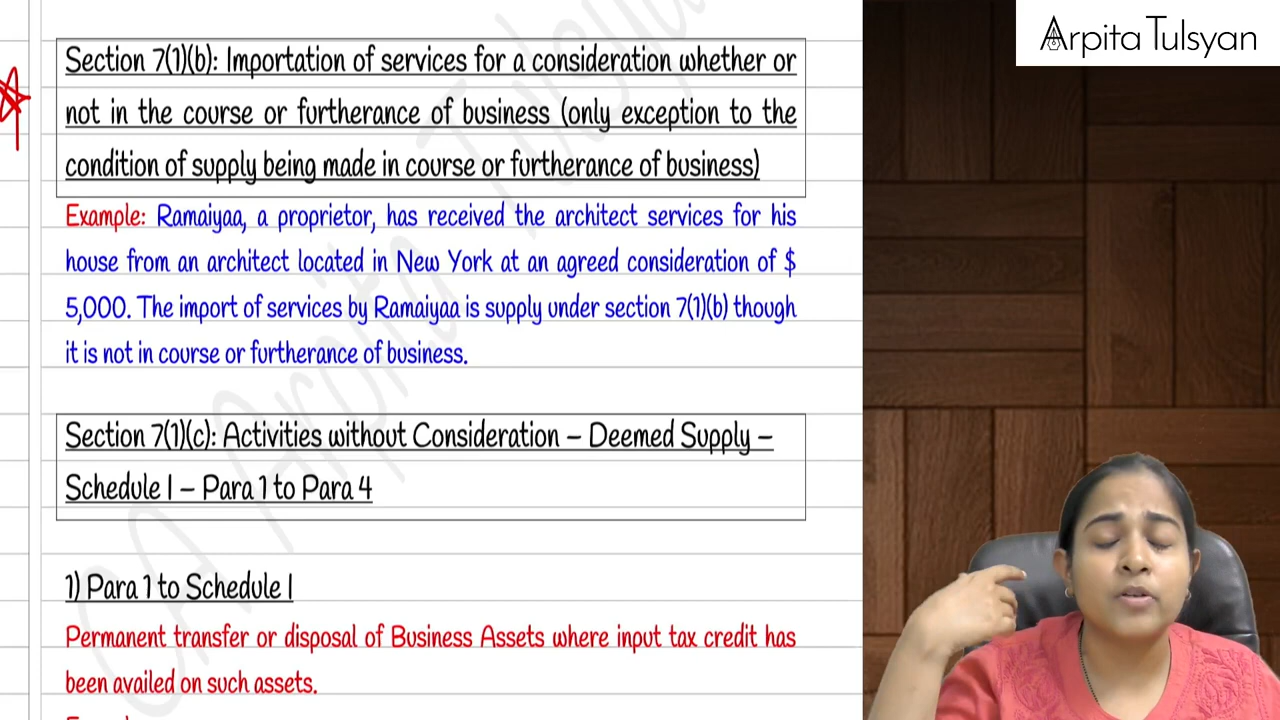 Arpita Tulsyan
Section 7(1)(b): Importation of services for a consideration whether or
not in the course or furtherance of business (only exception to the
condition of supply being made in course or furtherance of business)
Example: Ramaiyaa, a proprietor, has received the architect services for his
house from an architect located in New York at an agreed consideration of $
5,000. The import of services by Ramaiyaa is supply under section 7(1)(b) though
it is not in course or furtherance of business.
Section 7(1)(c): Activities without Consideration – Deemed Supply –
Schedule I – Para 1 to Para 4
1) Para 1 to Schedule I
Permanent transfer or disposal of Business Assets where input tax credit has
been availed on such assets.
CA Arpita Tulsyan